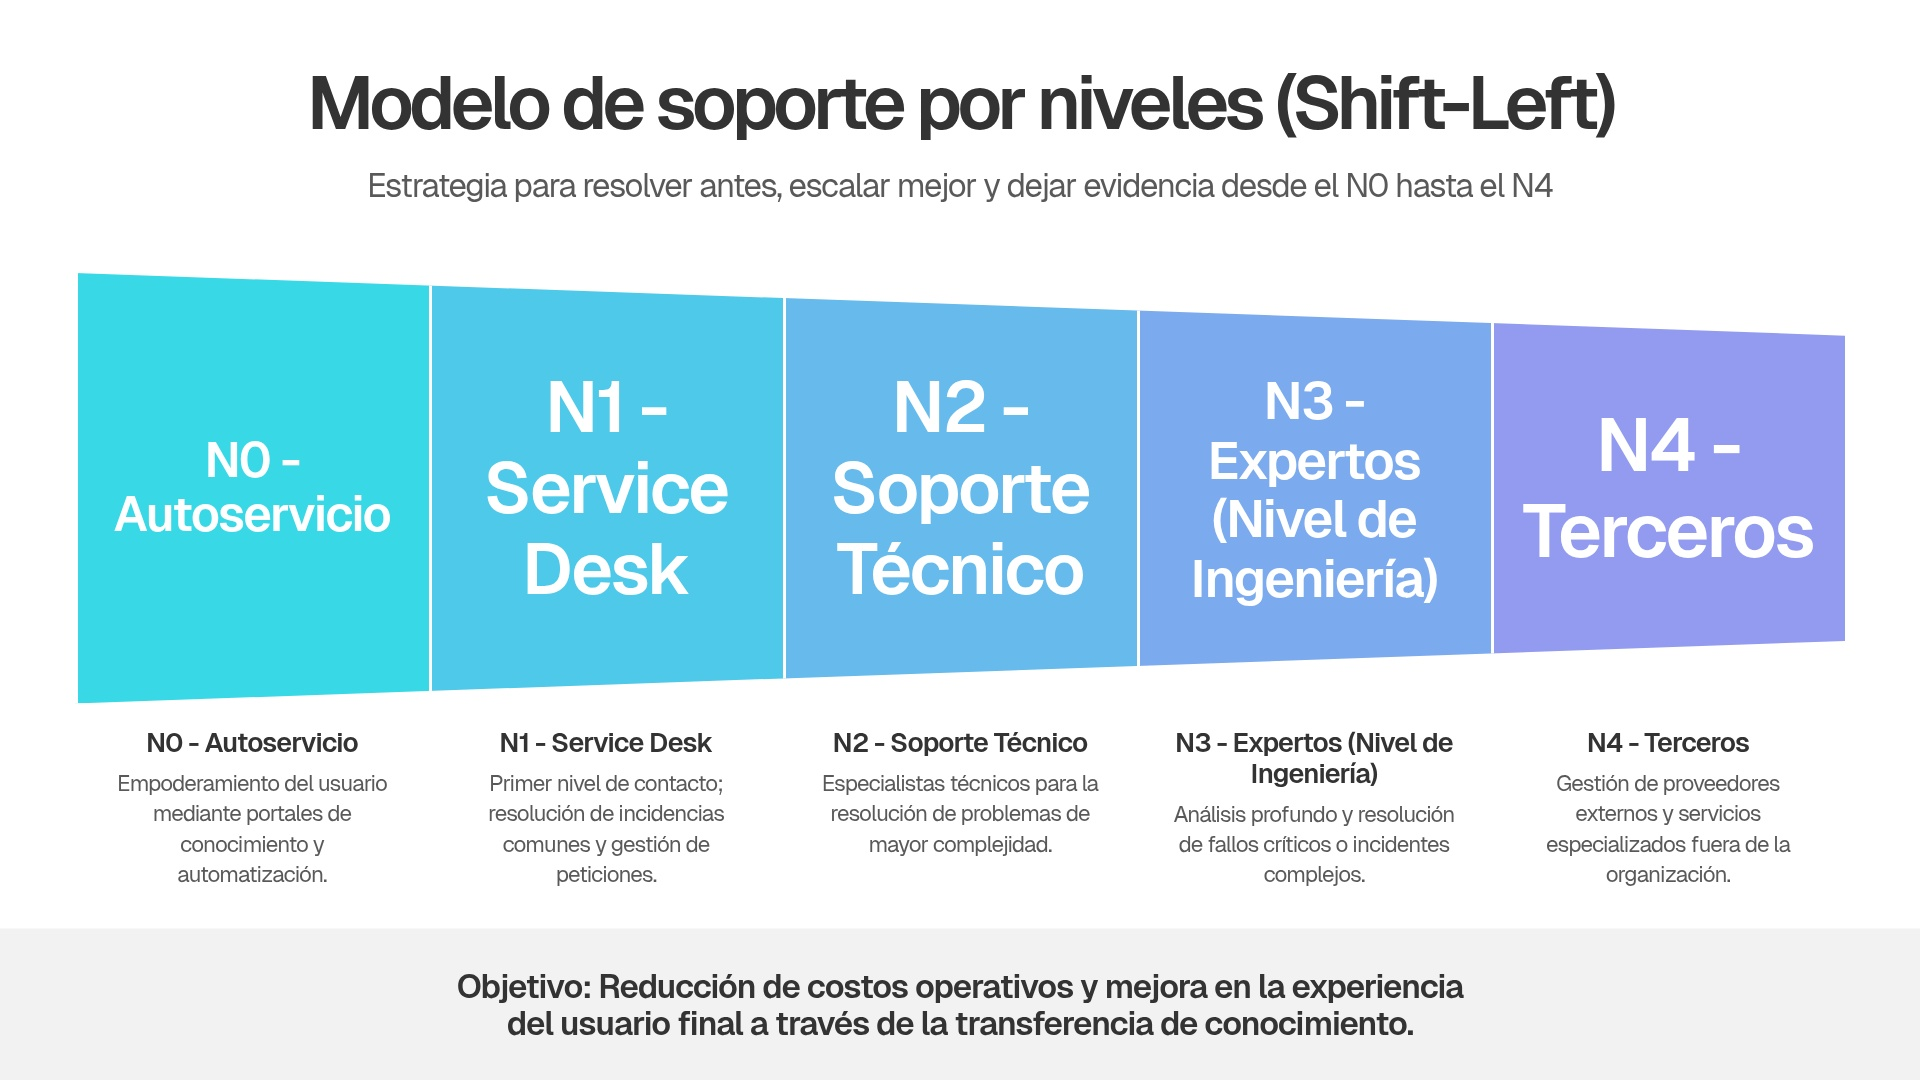 Modelo de soporte por niveles (Shift-Left)
Estrategia para resolver antes, escalar mejor y dejar evidencia desde el N0 hasta el N4
N0 -
Autoservicio
N1 -
Service
Desk
N2 -
Soporte
Técnico
N3 -
Expertos
(Nivel de
Ingeniería)
N4 -
Terceros
N0 - Autoservicio
Empoderamiento del usuario
mediante portales de
conocimiento y
automatización.
N1 - Service Desk
Primer nivel de contacto;
resolución de incidencias
comunes y gestión de
peticiones.
N2 - Soporte Técnico
Especialistas técnicos para la
resolución de problemas de
mayor complejidad.
N3 - Expertos (Nivel de
Ingeniería)
Análisis profundo y resolución
de fallos críticos o incidentes
complejos.
N4 - Terceros
Gestión de proveedores
externos y servicios
especializados fuera de la
organización.
Objetivo: Reducción de costos operativos y mejora en la experiencia
del usuario final a través de la transferencia de conocimiento.